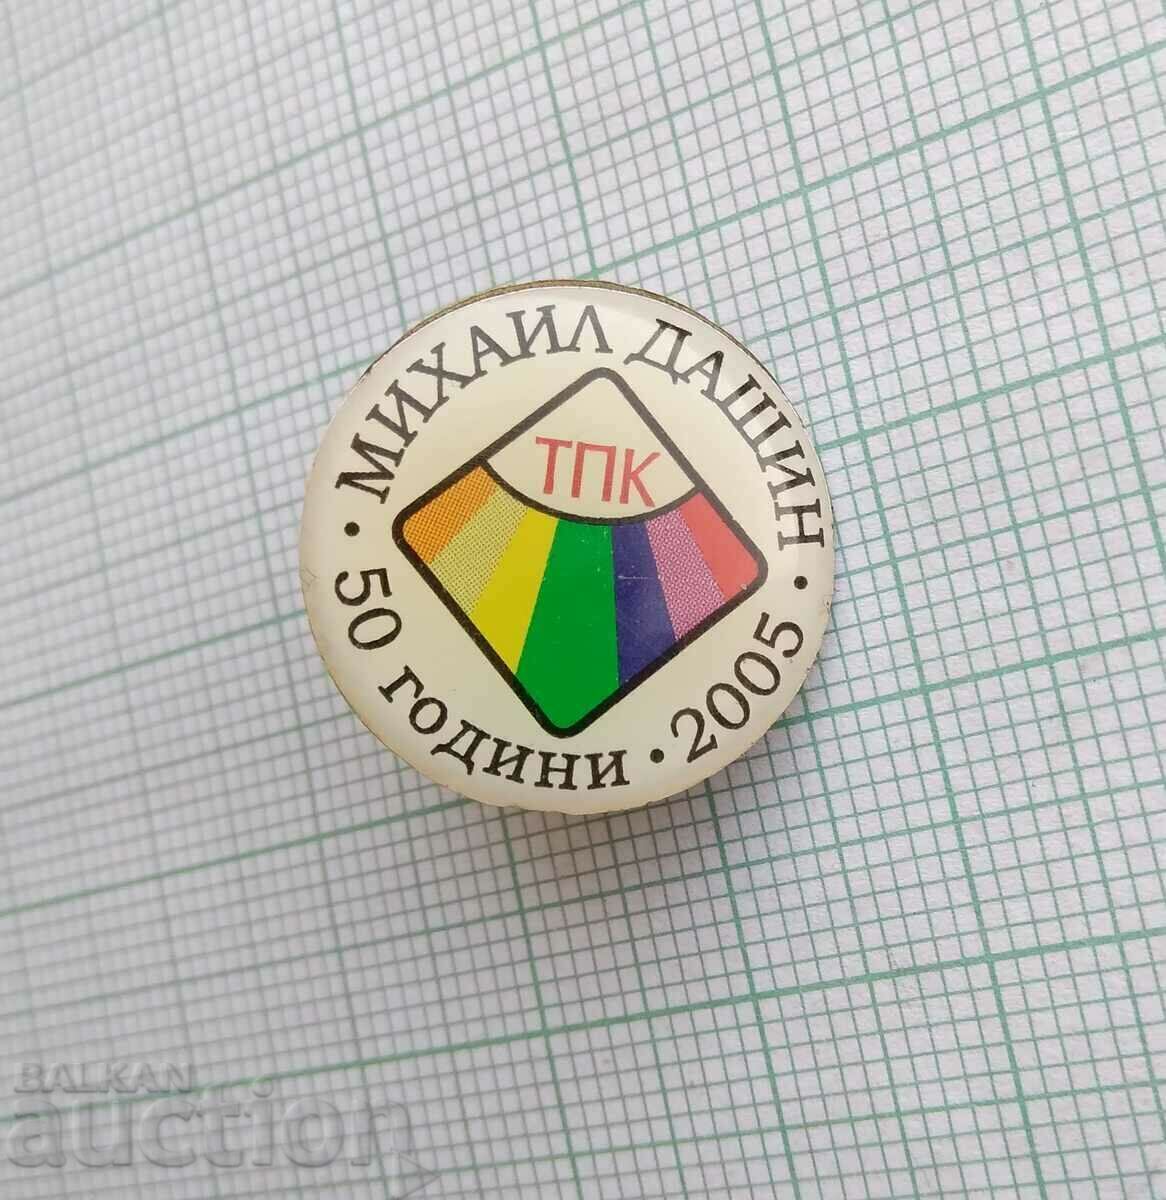 МИХАИЛ ДАШИН
ТПК
• 50 години • 2005 •
BALKAN
auction